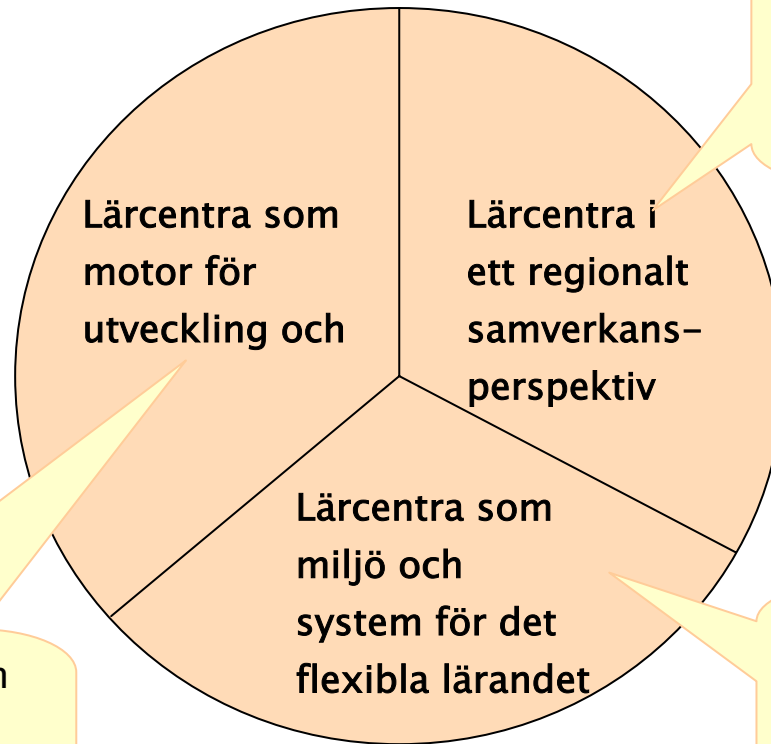 Lärcentra som
motor för
utveckling och
Lärcentra i
ett regionalt
samverkans–
perspektiv
Lärcentra som
miljö och
system för det
flexibla lärandet